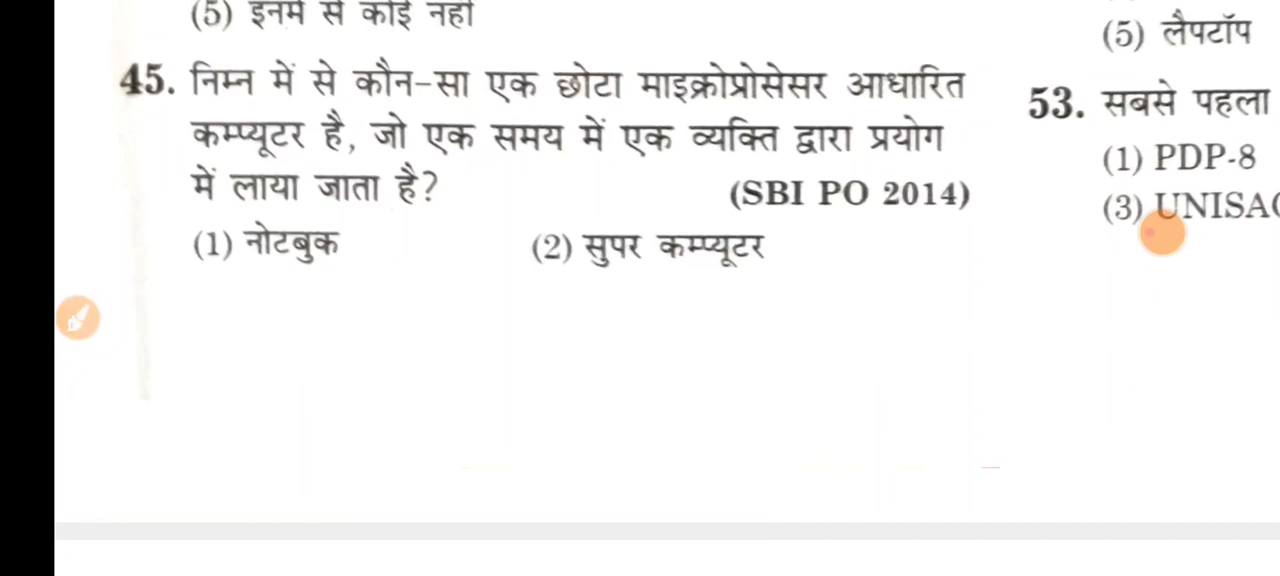 (5) इनमें से कोई नहीं
45. निम्न में से कौन-सा एक छोटा माइक्रोप्रोसेसर आधारित
कम्प्यूटर है, जो एक समय में एक व्यक्ति द्वारा प्रयोग
में लाया जाता है? (SBI PO 2014)
(1) नोटबुक (2) सुपर कम्प्यूटर
(5) लैपटॉप
53. सबसे पहला
(1) PDP-8
(3) UNISA